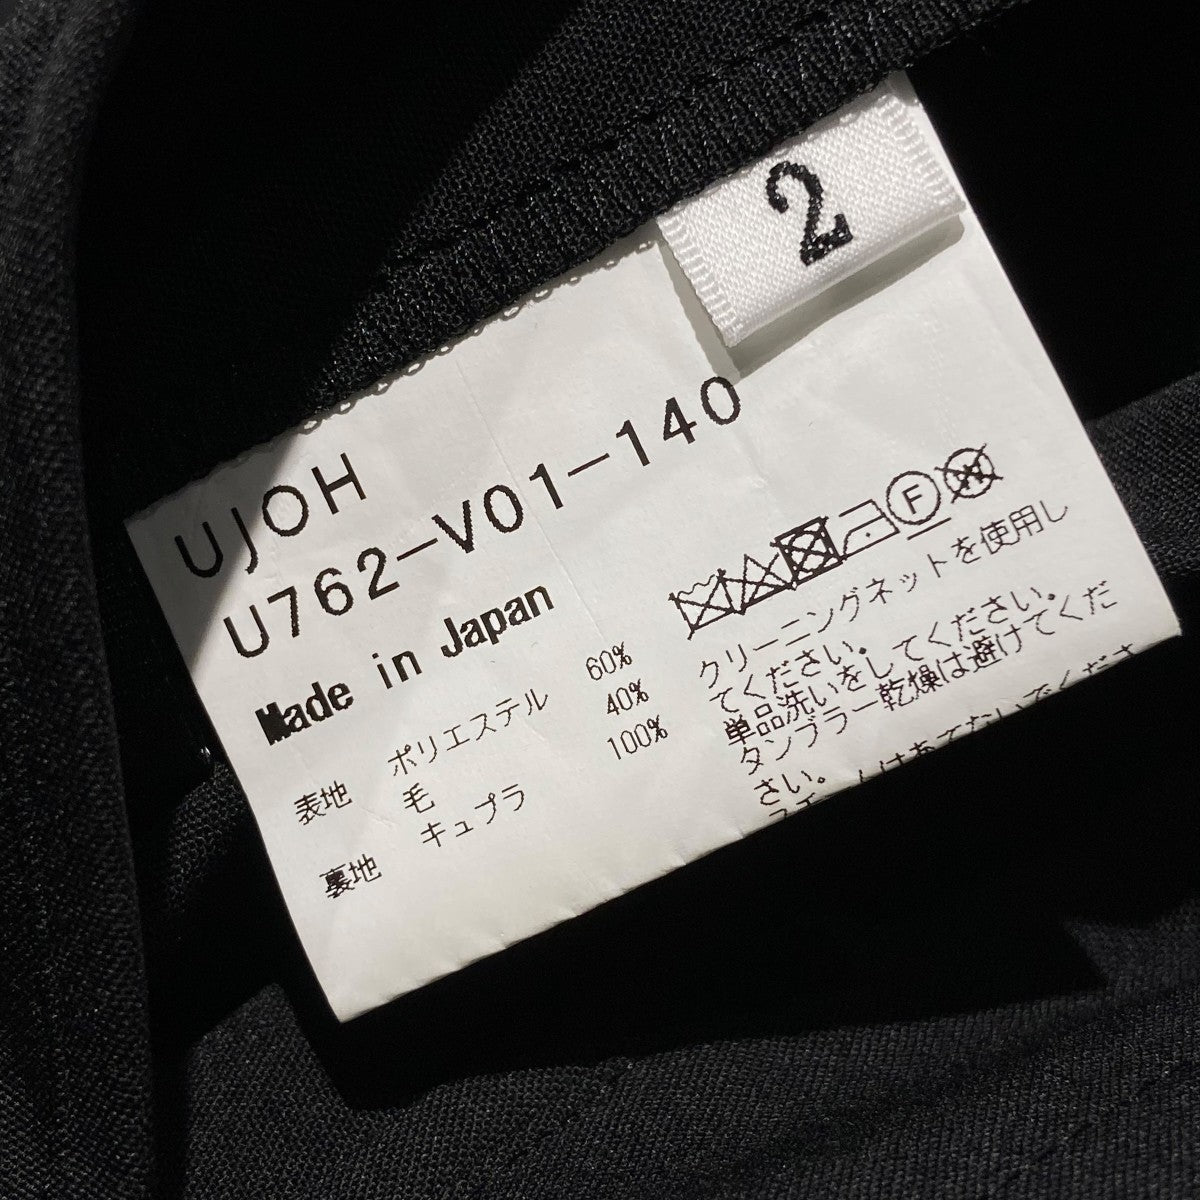 2
UJOH
U762-V01-140
Made in Japan
表地 ポリエステル 60%
毛 40%
裏地 キュプラ 100%
F
W
クリーニングネットを使用し
てください。
単品洗いをしてください。
タンブラー乾燥は避けてくだ
さい。